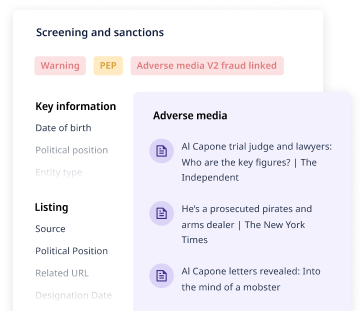 Screening and sanctions
Warning
PEP
Adverse media V2 fraud linked
Key information
Date of birth
Political position
Entity type
Listing
Source
Political Position
Related URL
Designation Date
Adverse media
Al Capone trial judge and lawyers:
Who are the key figures? | The
Independent
He's a prosecuted pirates and
arms dealer | The New York
Times
Al Capone letters revealed: Into
the mind of a mobster